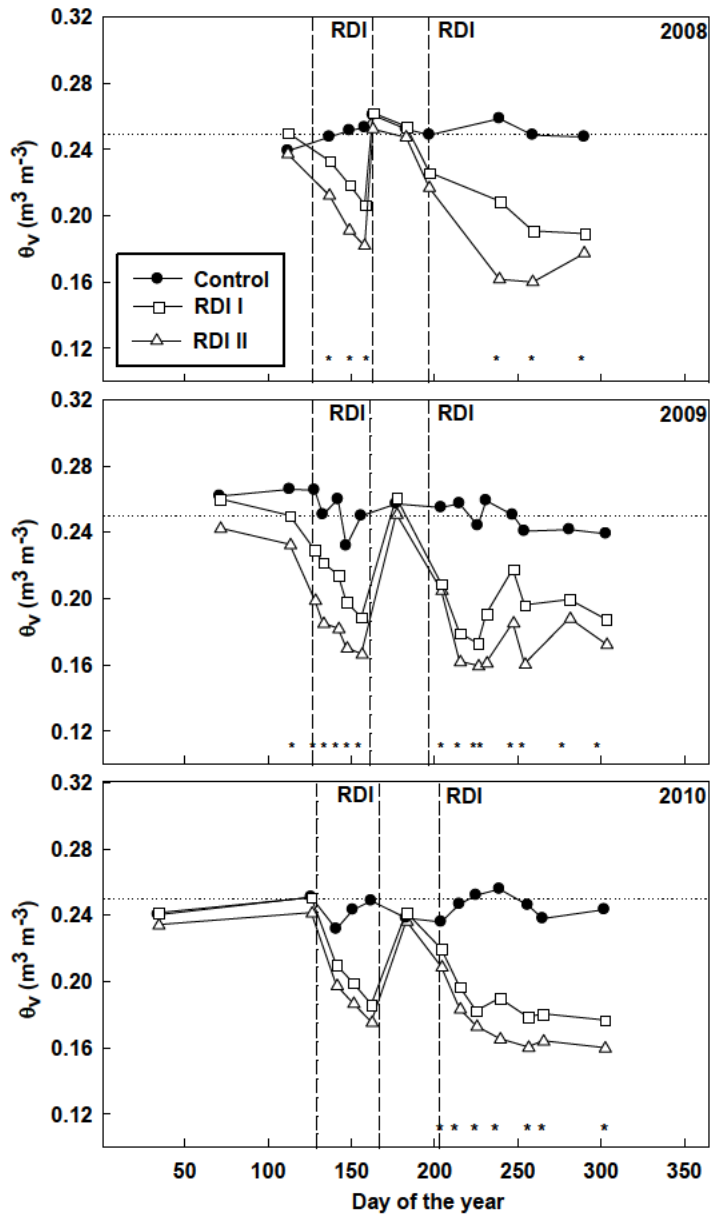 0.32 RDI RDI 2008
0.28
0.24
0.20
0.16
0.12
θv (m³ m⁻³)
Control
RDI I
RDI II
* * * * * *
0.32 RDI RDI 2009
0.28
0.24
0.20
0.16
0.12
θv (m³ m⁻³)
* * * * * * * * * * * * * *
0.32 RDI RDI 2010
0.28
0.24
0.20
0.16
0.12
θv (m³ m⁻³)
* * * * * * *
50 100 150 200 250 300 350
Day of the year